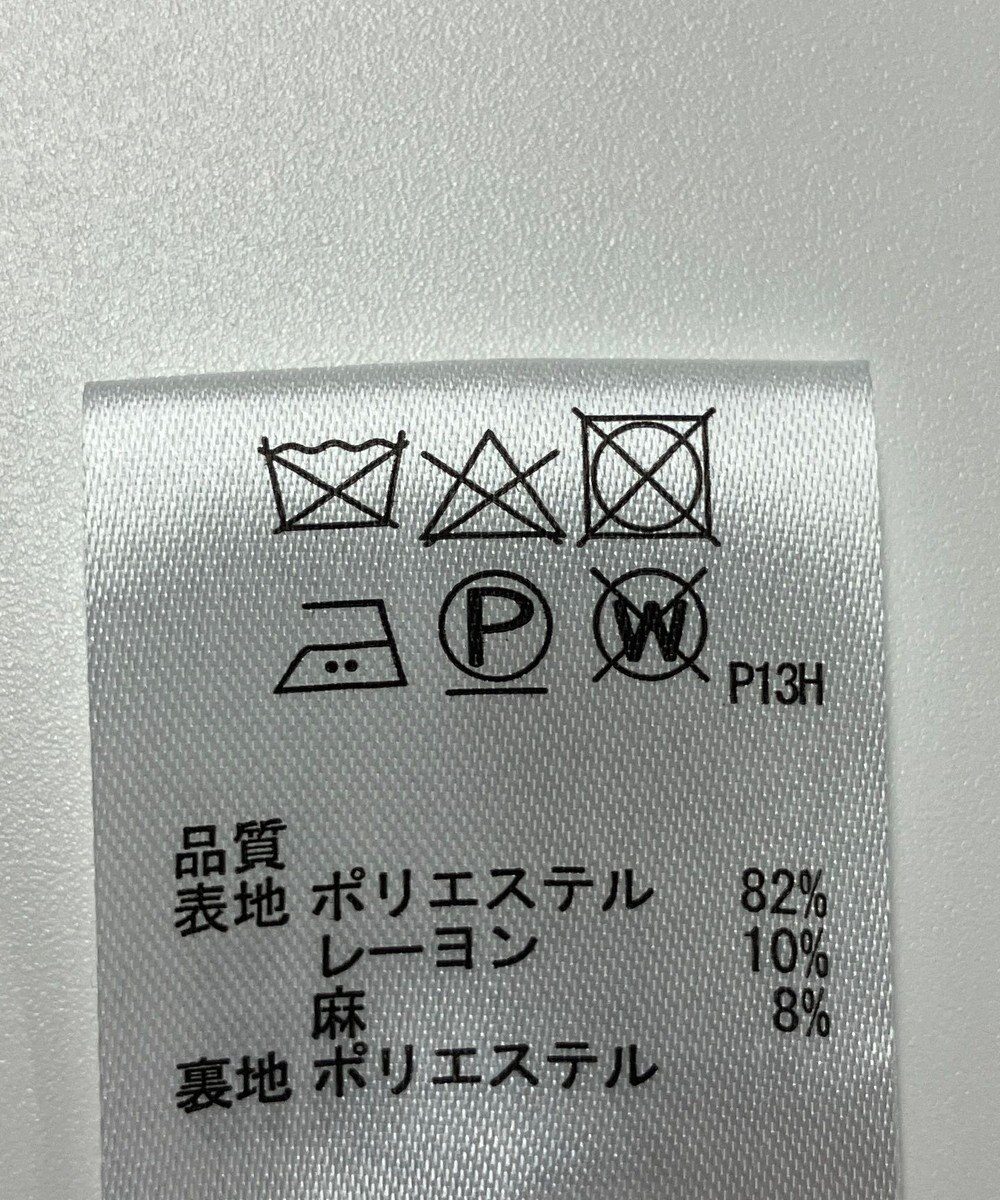 P W P13H
品質
表地 ポリエステル 82%
レーヨン 10%
麻 8%
裏地 ポリエステル